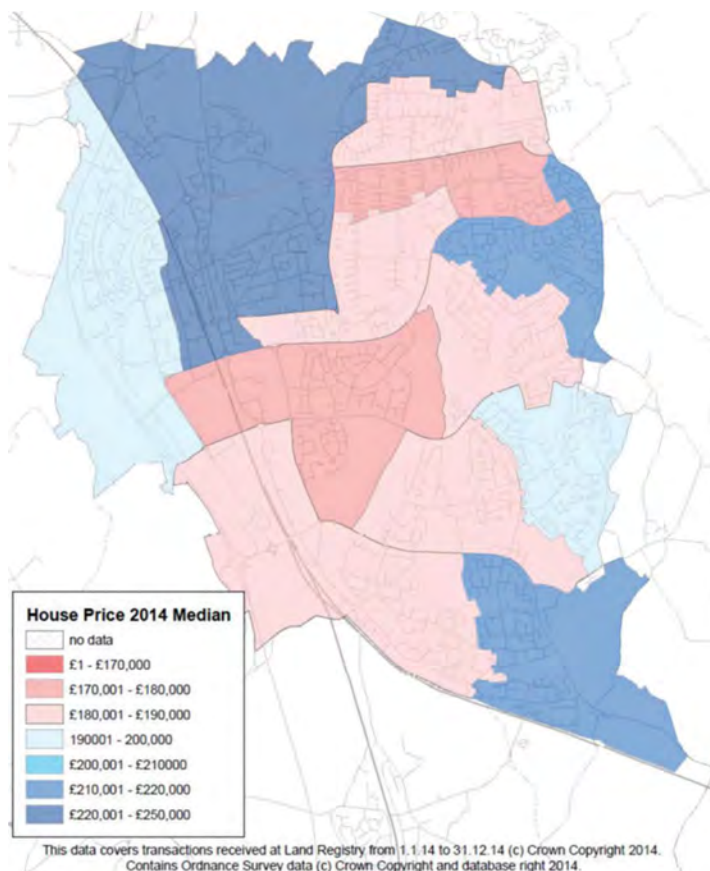 House Price 2014 Median
no data
£1 - £170,000
£170,001 - £180,000
£180,001 - £190,000
190001 - 200,000
£200,001 - £210000
£210,001 - £220,000
£220,001 - £250,000
This data covers transactions received at Land Registry from 1.1.14 to 31.12.14 (c) Crown Copyright 2014.
Contains Ordnance Survey data (c) Crown Copyright and database right 2014.